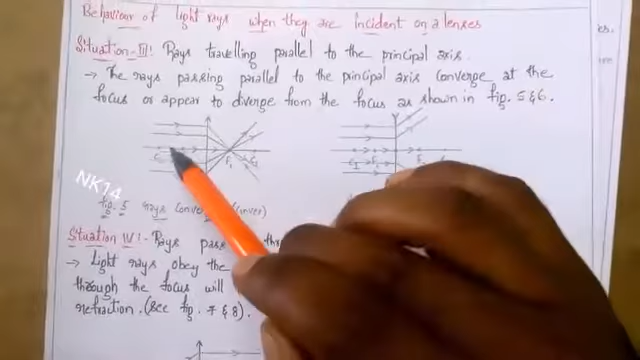 Behaviour of light rays when they are Incident on a lenses
Situation-III: Rays travelling parallel to the principal axis.
→ The rays passing parallel to the principal axis converge at the
focus or appear to diverge from the focus as shown in fig. 5 & 6.
F1
NK14
fig. 5 rays
Situation IV:- Rays pass
→ Light rays obey the
through the focus will
refraction. (see fig. 7 & 8).